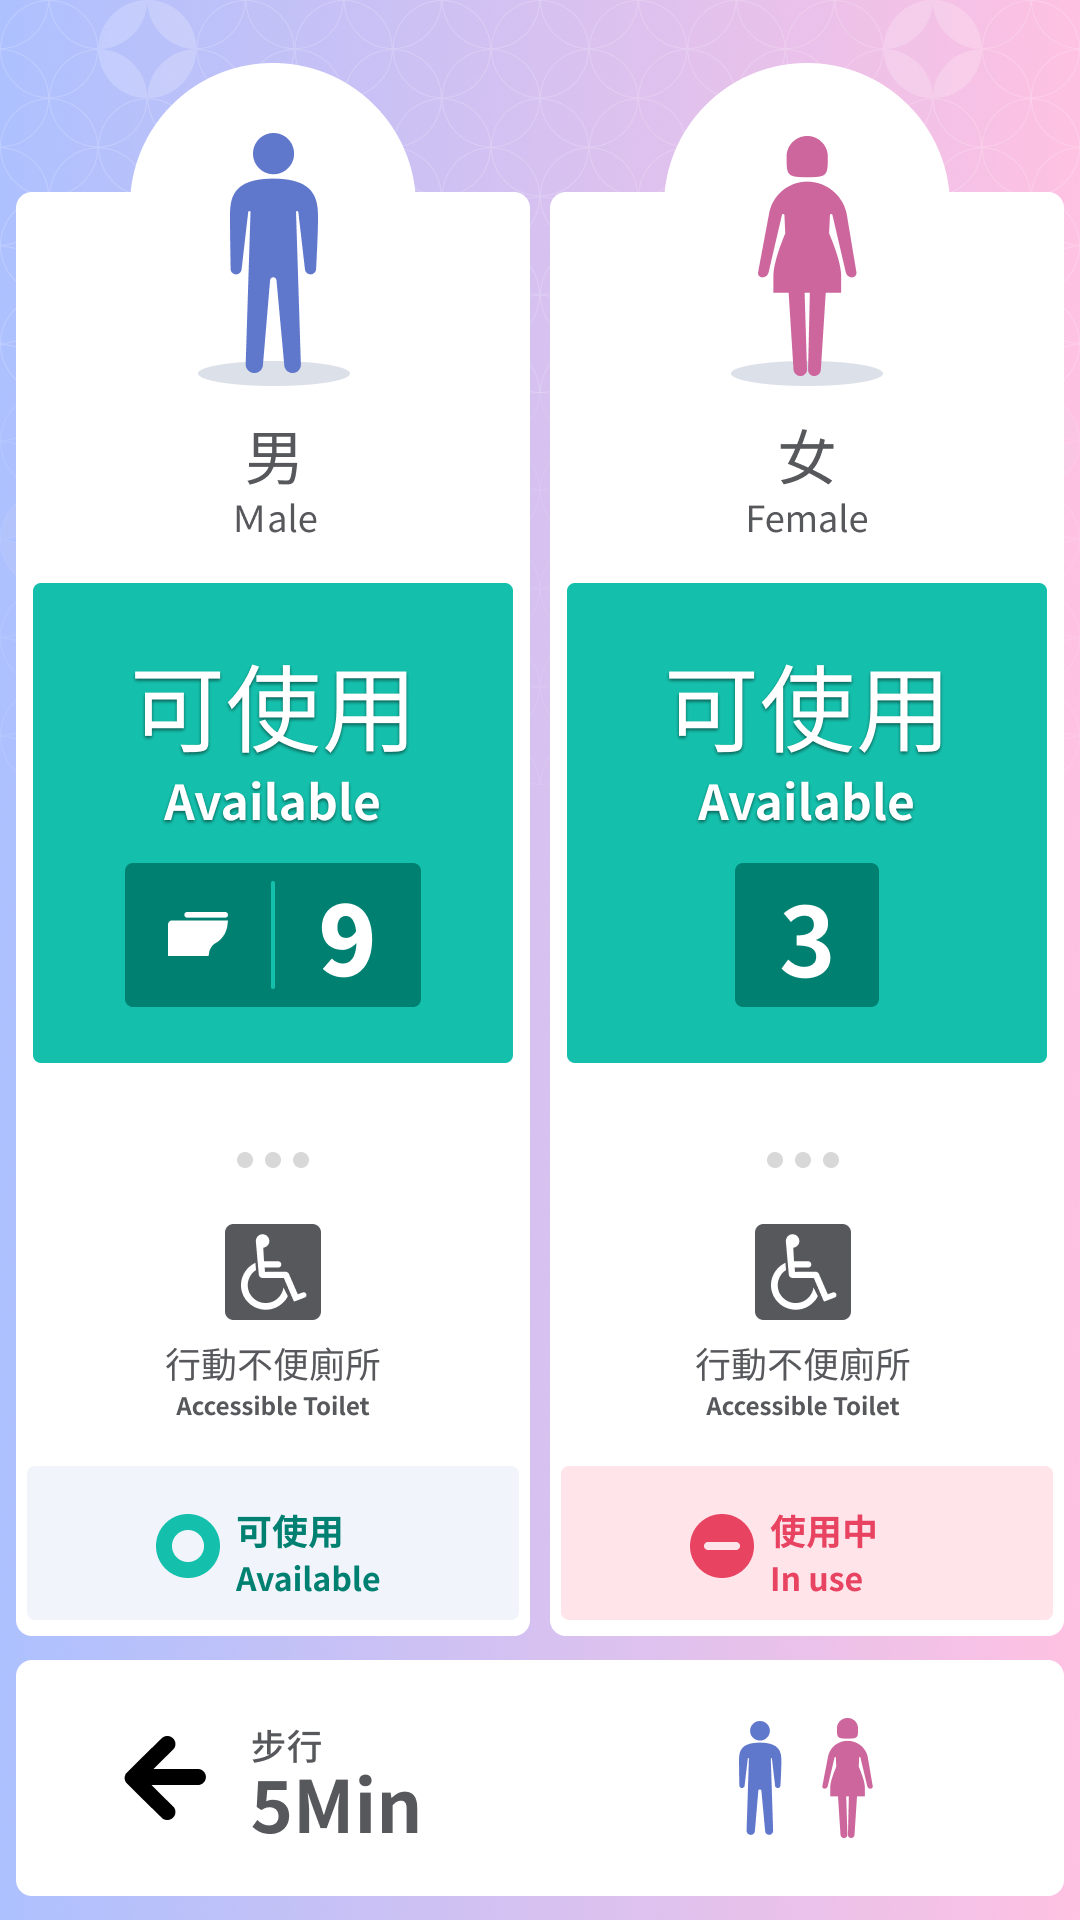 男
Male
可使用
Available
9
行動不便廁所
Accessible Toilet
可使用
Available
女
Female
可使用
Available
3
行動不便廁所
Accessible Toilet
使用中
In use
步行
5Min